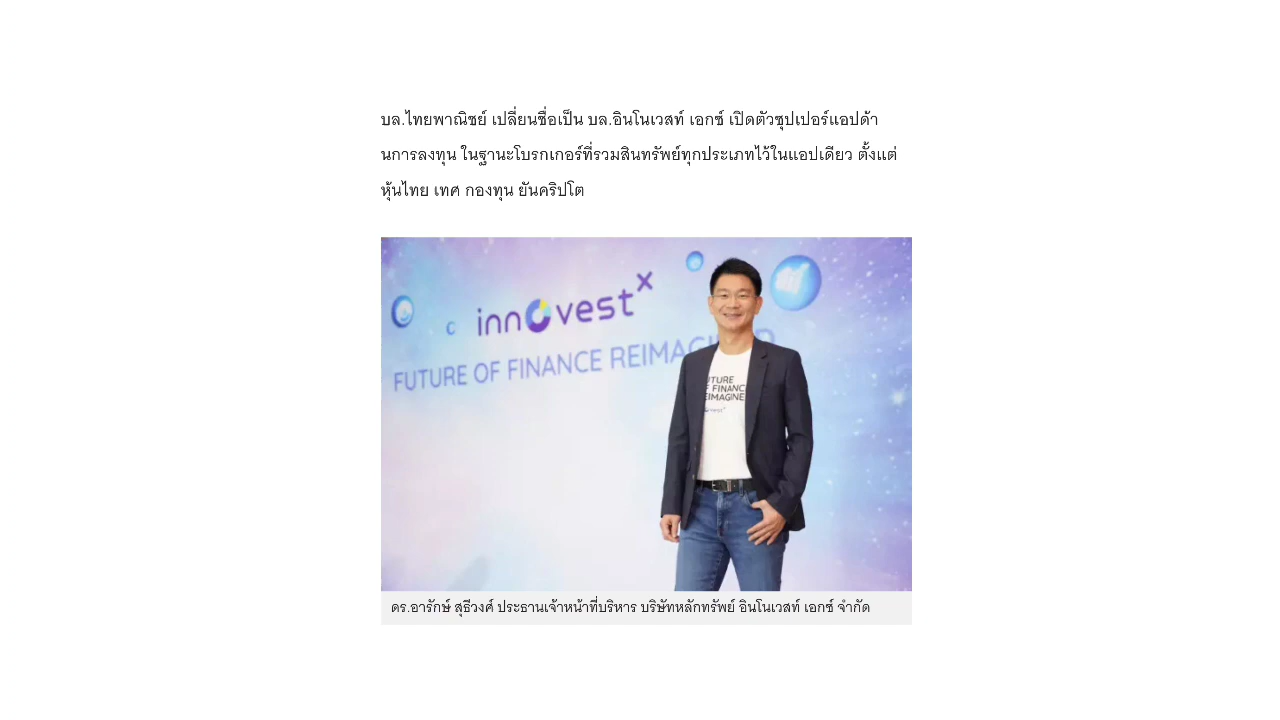 บล.ไทยพาณิชย์ เปลี่ยนชื่อเป็น บล.อินโนเวสท์ เอกซ์ เปิดตัวซุปเปอร์แอปด้า
นการลงทุน ในฐานะโบรกเกอร์ที่รวมสินทรัพย์ทุกประเภทไว้ในแอปเดียว ตั้งแต่
หุ้นไทย เทศ กองทุน ยันคริปโต
innovest x
FUTURE OF FINANCE REIMAGINED
FUTURE
OF FINANCE
REIMAGINED
ดร.อารักษ์ สุธีวงศ์ ประธานเจ้าหน้าที่บริหาร บริษัทหลักทรัพย์ อินโนเวสท์ เอกซ์ จำกัด